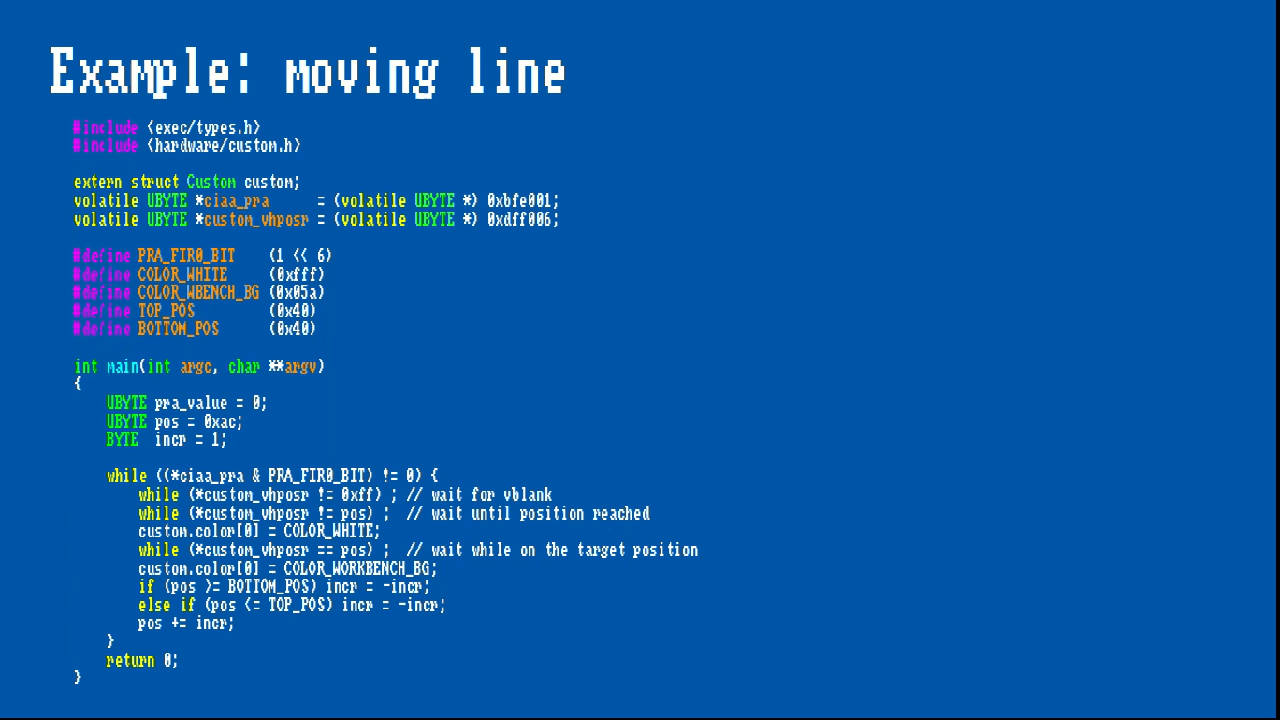 Example: moving line
#include <exec/types.h>
#include <hardware/custom.h>
extern struct Custom custom;
volatile UBYTE *ciaa_pra      = (volatile UBYTE *) 0xbfe001;
volatile UBYTE *custom_vhposr = (volatile UBYTE *) 0xdff006;
#define PRA_FIR0_BIT    (1 << 6)
#define COLOR_WHITE     (0xfff)
#define COLOR_WBENCH_BG (0x05a)
#define TOP_POS         (0x40)
#define BOTTOM_POS      (0x40)
int main(int argc, char **argv)
{
    UBYTE pra_value = 0;
    UBYTE pos = 0xac;
    BYTE  incr = 1;
    while ((*ciaa_pra & PRA_FIR0_BIT) != 0) {
        while (*custom_vhposr != 0xff) ; // wait for vblank
        while (*custom_vhposr != pos) ;  // wait until position reached
        custom.color[0] = COLOR_WHITE;
        while (*custom_vhposr == pos) ;  // wait while on the target position
        custom.color[0] = COLOR_WORKBENCH_BG;
        if (pos >= BOTTOM_POS) incr = -incr;
        else if (pos <= TOP_POS) incr = -incr;
        pos += incr;
    }
    return 0;
}